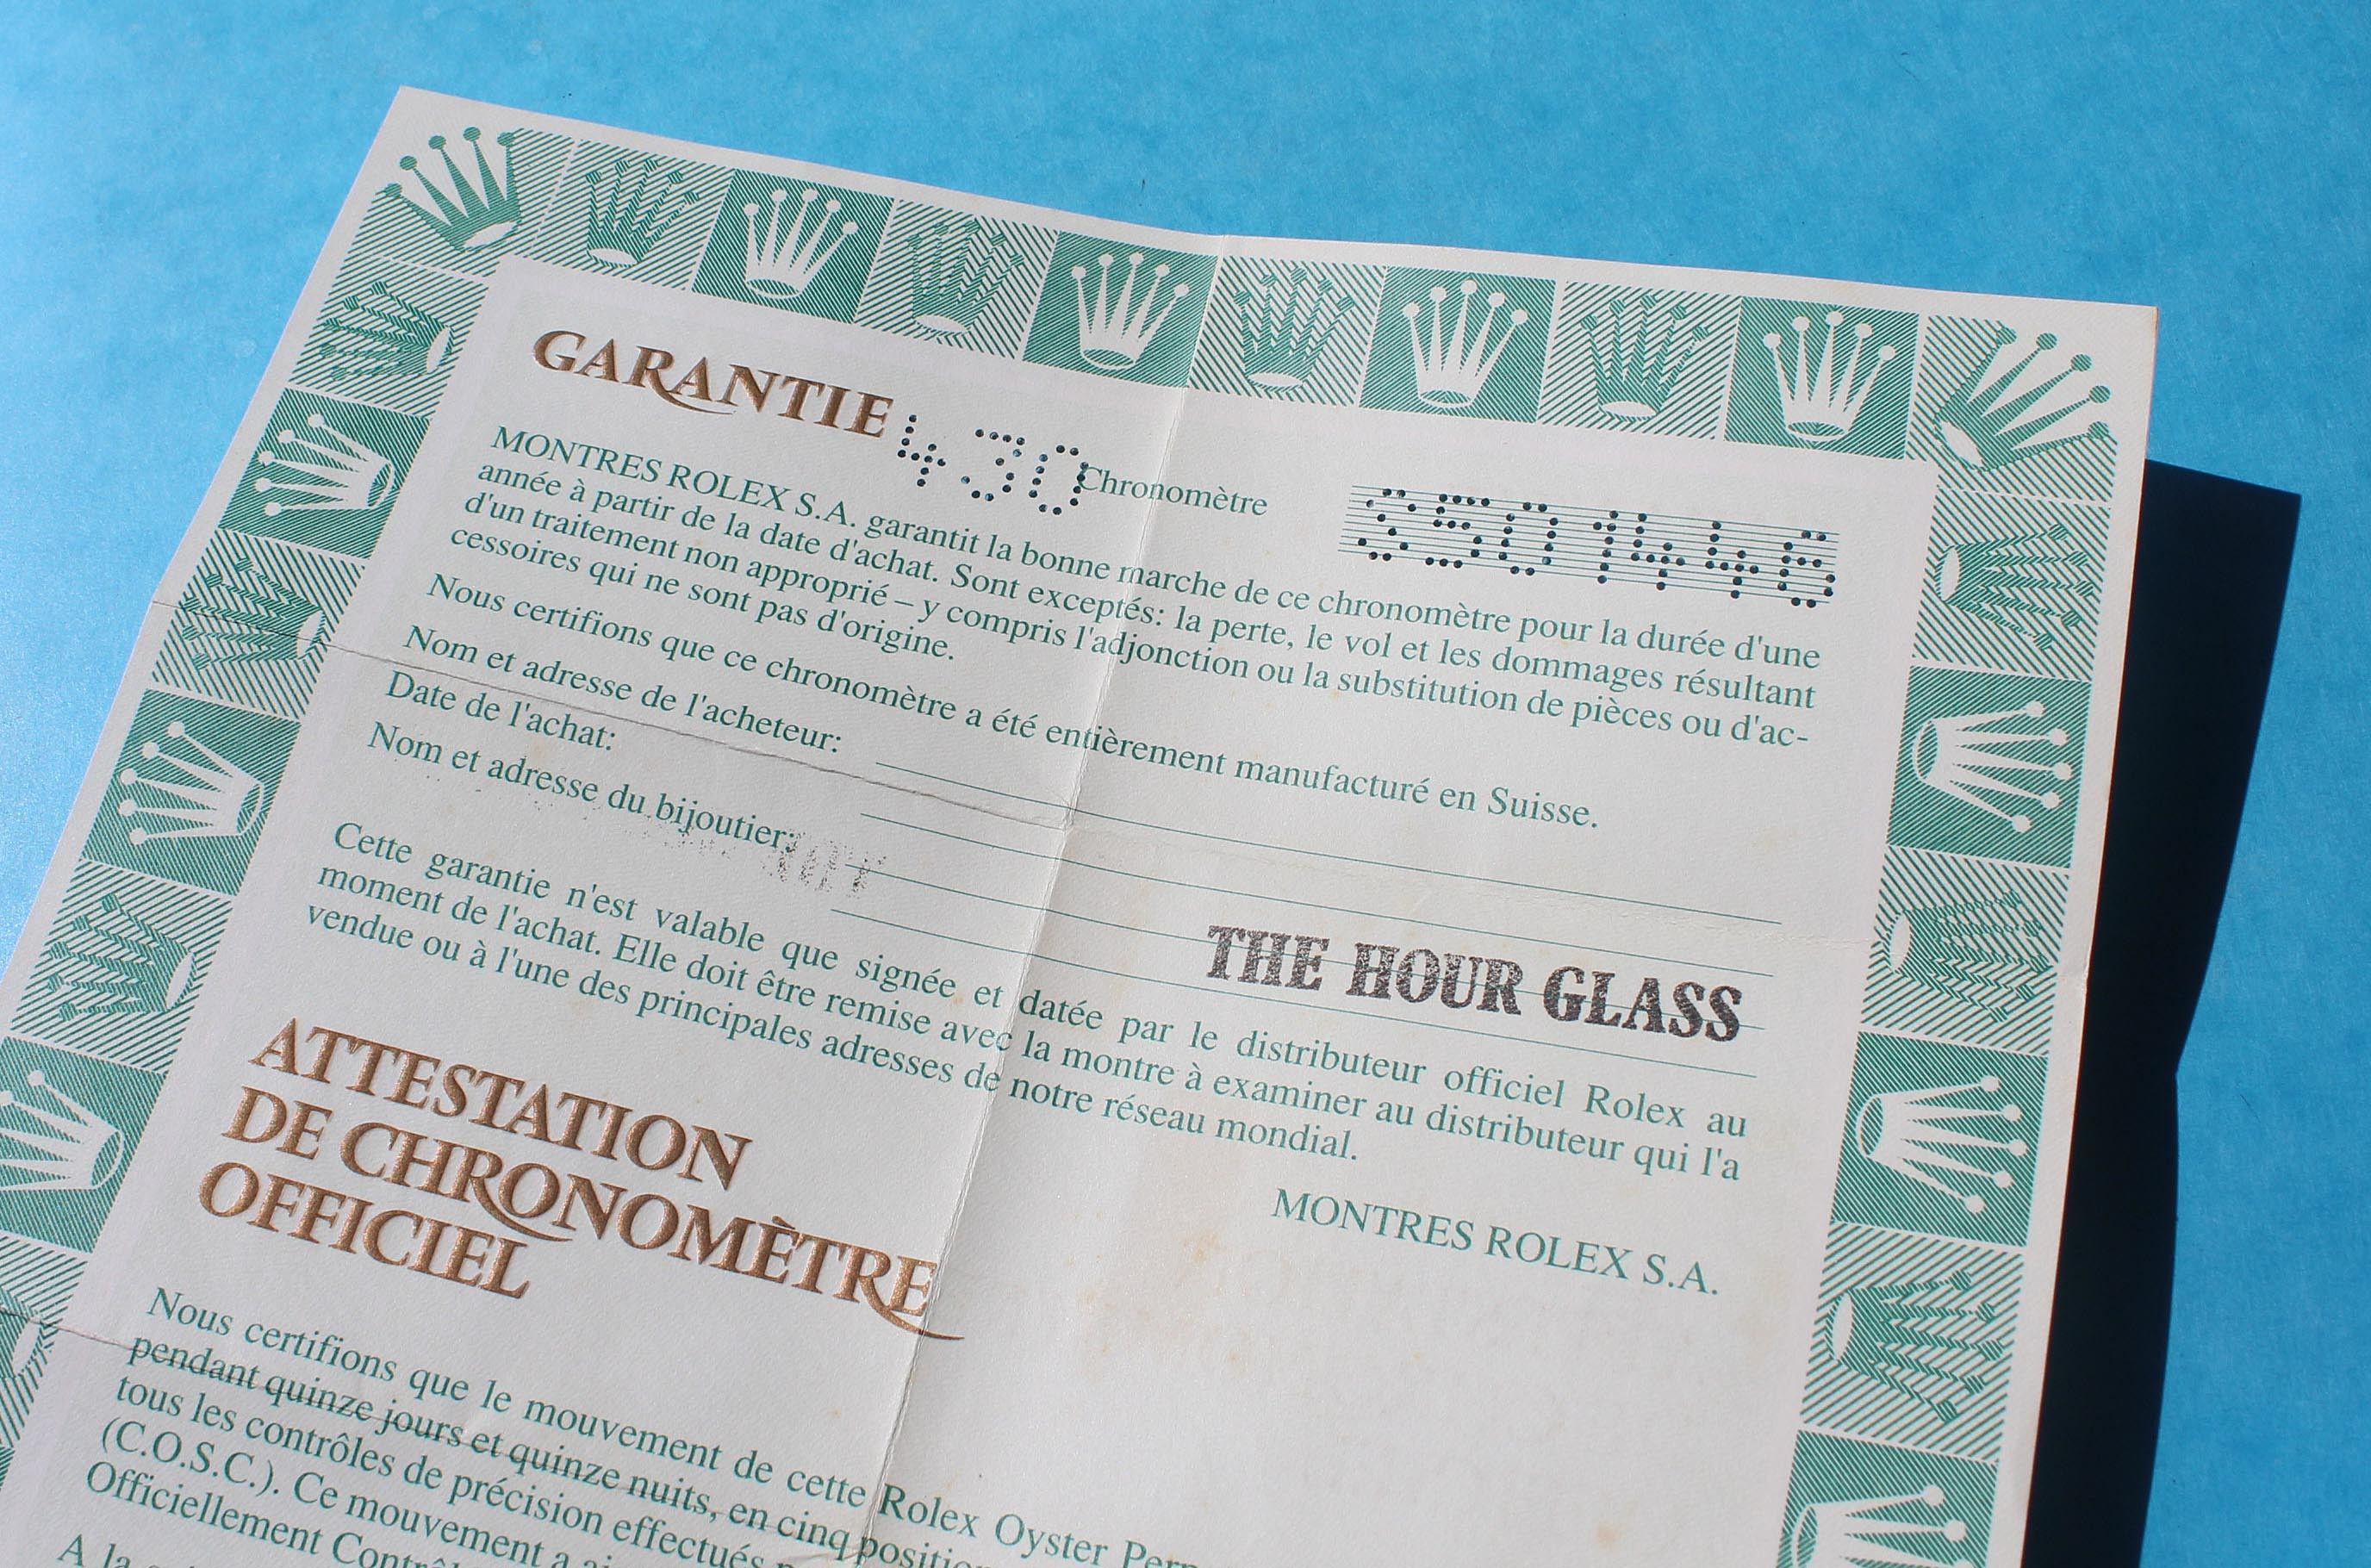 GARANTIE
430 Chronomètre S501446
MONTRES ROLEX S.A. garantit la bonne marche de ce chronomètre pour la durée d'une
année à partir de la date d'achat. Sont exceptés: la perte, le vol et les dommages résultant
d'un traitement non approprié – y compris l'adjonction ou la substitution de pièces ou d'ac-
cessoires qui ne sont pas d'origine.
Nous certifions que ce chronomètre a été entièrement manufacturé en Suisse.
Nom et adresse de l'acheteur:
Date de l'achat:
Nom et adresse du bijoutier:
THE HOUR GLASS
Cette garantie n'est valable que signée et datée par le distributeur officiel Rolex au
moment de l'achat. Elle doit être remise avec la montre à examiner au distributeur qui l'a
vendue ou à l'une des principales adresses de notre réseau mondial.
MONTRES ROLEX S.A.
ATTESTATION
DE CHRONOMÈTRE
OFFICIEL
Nous certifions que le mouvement de cette Rolex Oyster
pendant quinze jours et quinze nuits, en cinq
tous les contrôles de précision effectués
(C.O.S.C.). Ce mouvement a
Officiellement
A la